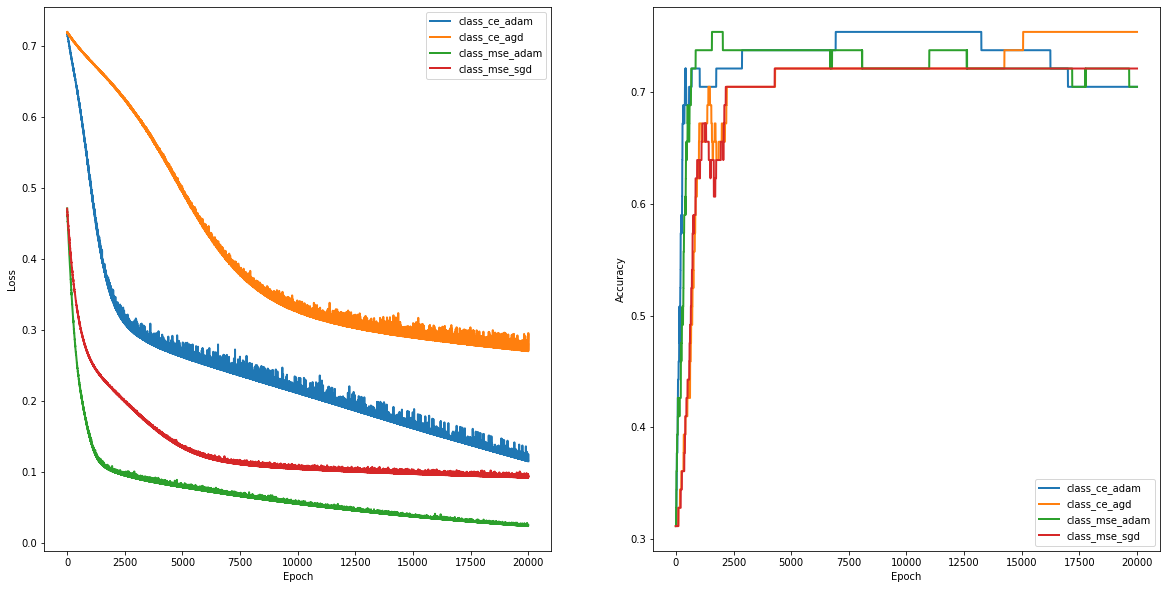 0.7
0.6
0.5
0.4
0.3
0.2
0.1
0.0
Loss
0
2500
5000
7500
10000
12500
15000
17500
20000
Epoch
class_ce_adam
class_ce_agd
class_mse_adam
class_mse_sgd
0.7
0.6
0.5
0.4
0.3
Accuracy
0
2500
5000
7500
10000
12500
15000
17500
20000
Epoch
class_ce_adam
class_ce_agd
class_mse_adam
class_mse_sgd